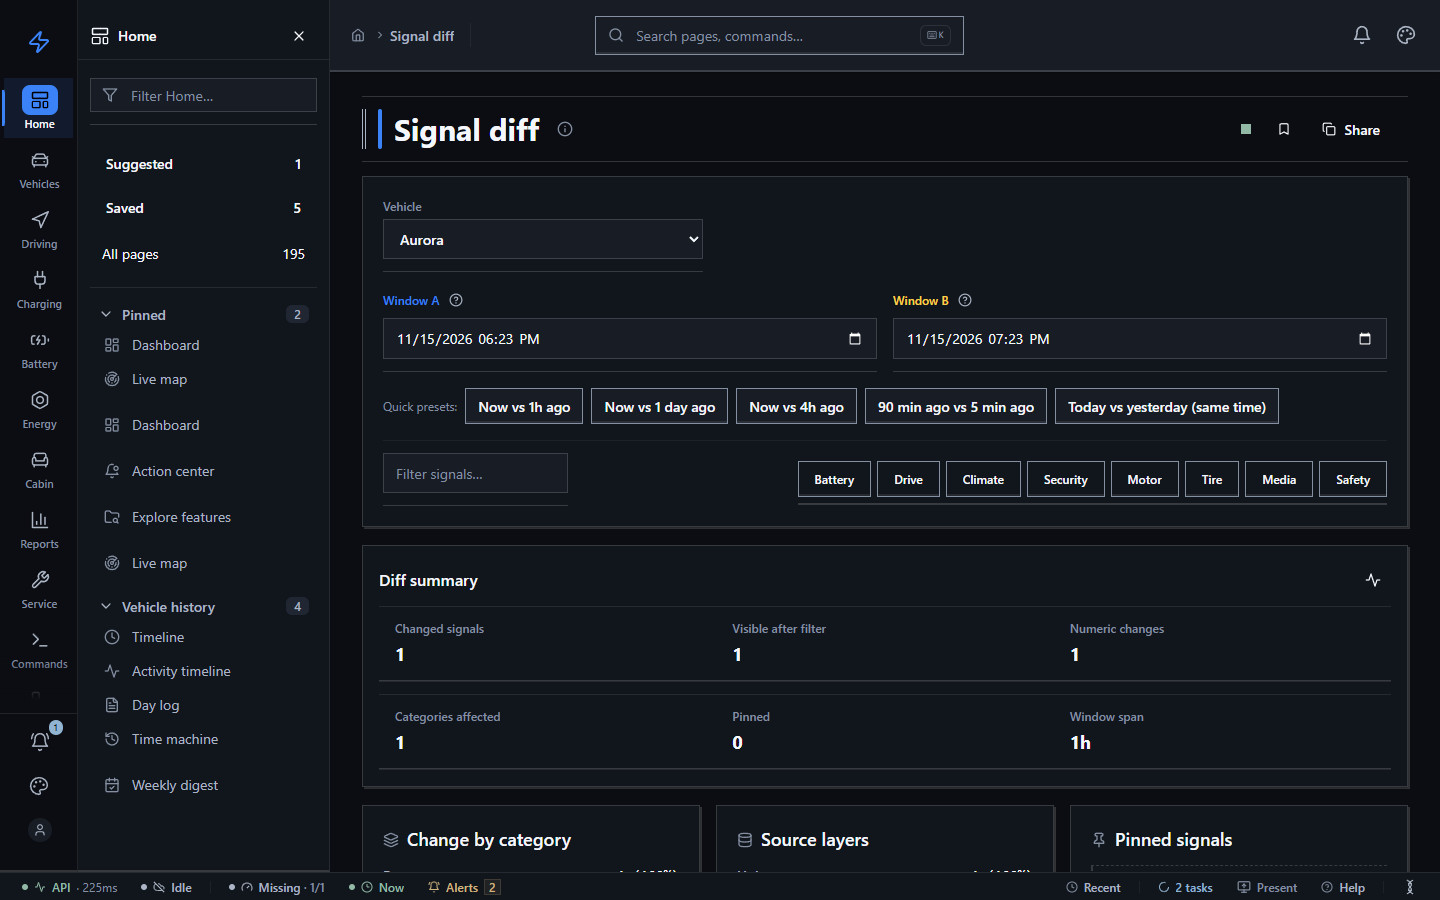 Home
Vehicles
Driving
Charging
Battery
Energy
Cabin
Reports
Service
Commands
1
Home
Filter Home...
Suggested 1
Saved 5
All pages 195
Pinned 2
Dashboard
Live map
Dashboard
Action center
Explore features
Live map
Vehicle history 4
Timeline
Activity timeline
Day log
Time machine
Weekly digest
Signal diff
Search pages, commands...
K
Signal diff
Share
Vehicle
Aurora
Window A
Window B
11/15/2026 06:23 PM
11/15/2026 07:23 PM
Quick presets:
Now vs 1h ago
Now vs 1 day ago
Now vs 4h ago
90 min ago vs 5 min ago
Today vs yesterday (same time)
Filter signals...
Battery
Drive
Climate
Security
Motor
Tire
Media
Safety
Diff summary
Changed signals
1
Visible after filter
1
Numeric changes
1
Categories affected
1
Pinned
0
Window span
1h
Change by category
Source layers
Pinned signals
API · 225ms
Idle
Missing · 1/1
Now
Alerts 2
Recent
2 tasks
Present
Help